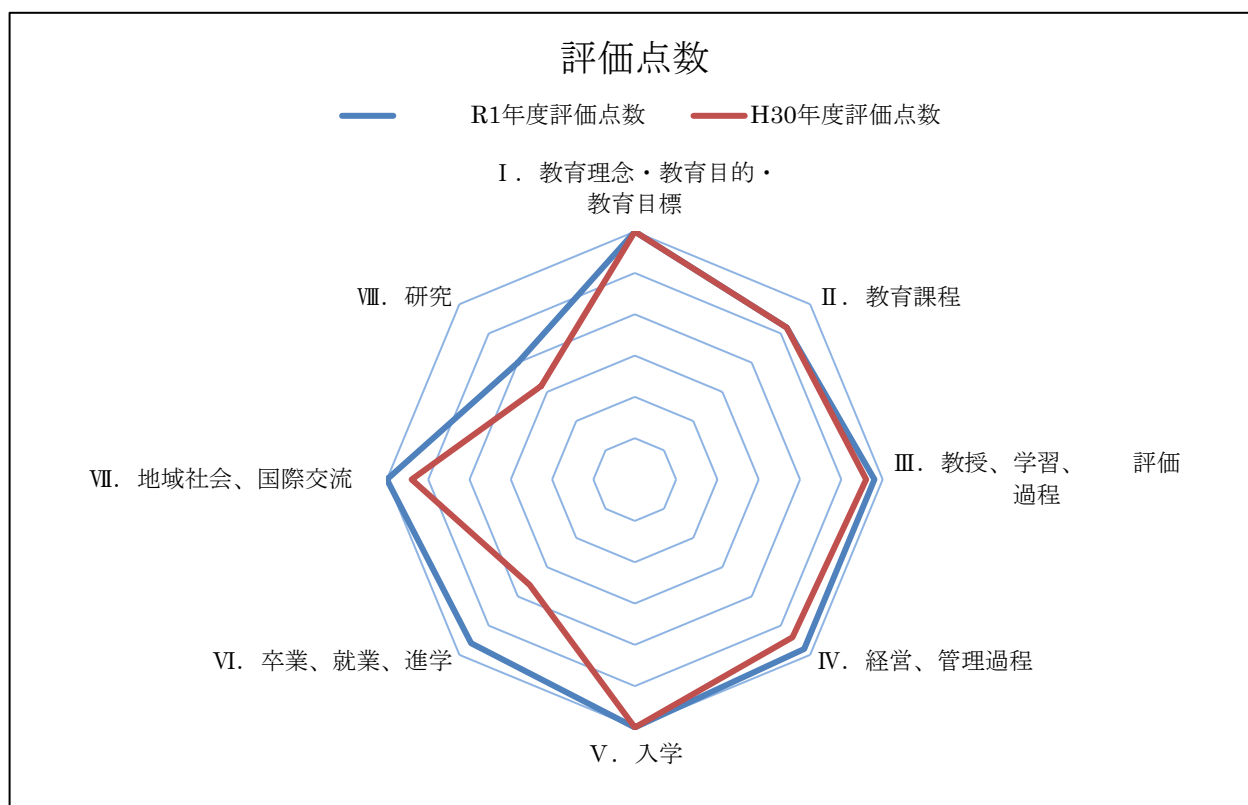 評価点数
R1年度評価点数 H30年度評価点数
Ⅰ．教育理念・教育目的・
教育目標
Ⅱ．教育課程
Ⅲ．教授、学習、 評価
過程
Ⅳ．経営、管理過程
Ⅴ．入学
Ⅵ．卒業、就業、進学
Ⅶ．地域社会、国際交流
Ⅷ．研究